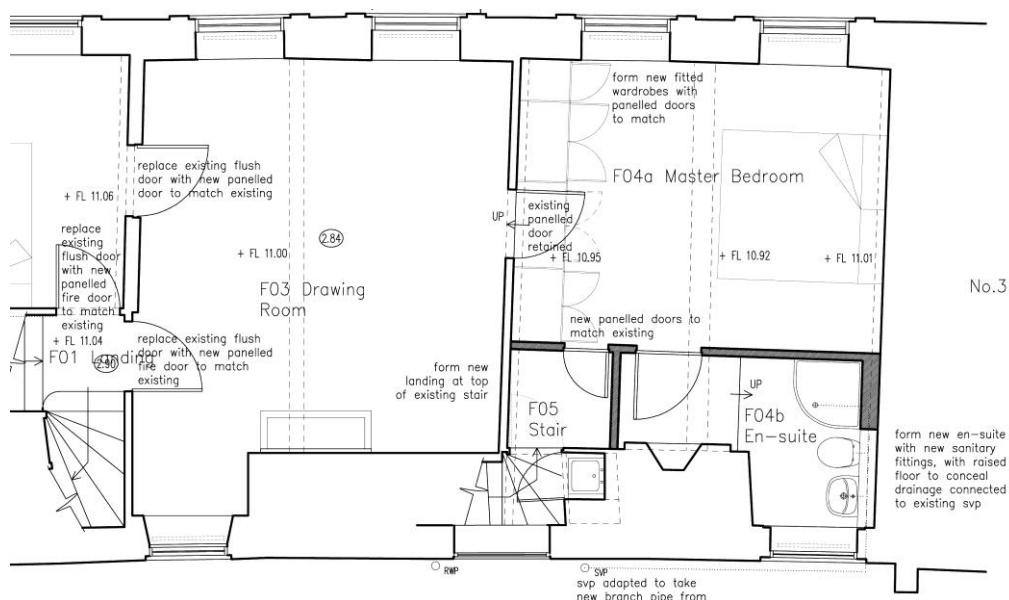 form new fitted
wardrobes with
panelled doors
to match
F04a Master Bedroom
replace existing flush
door with new panelled
door to match existing
+ FL 11.06
replace
existing
flush door
with new
panelled
fire door
to match
existing
+ FL 11.04
F01 Landing
2.90
2.84
+ FL 11.00
F03 Drawing
Room
UP
existing
panelled
door
retained
+ FL 10.95
+ FL 10.92
+ FL 11.01
No.3
new panelled doors to
match existing
replace existing flush
door with new panelled
fire door to match
existing
form new
landing at top
of existing stair
F05
Stair
UP
F04b
En-suite
form new en-suite
with new sanitary
fittings, with raised
floor to conceal
drainage connected
to existing svp
RWP
SVP
svp adapted to take
new branch pipe from